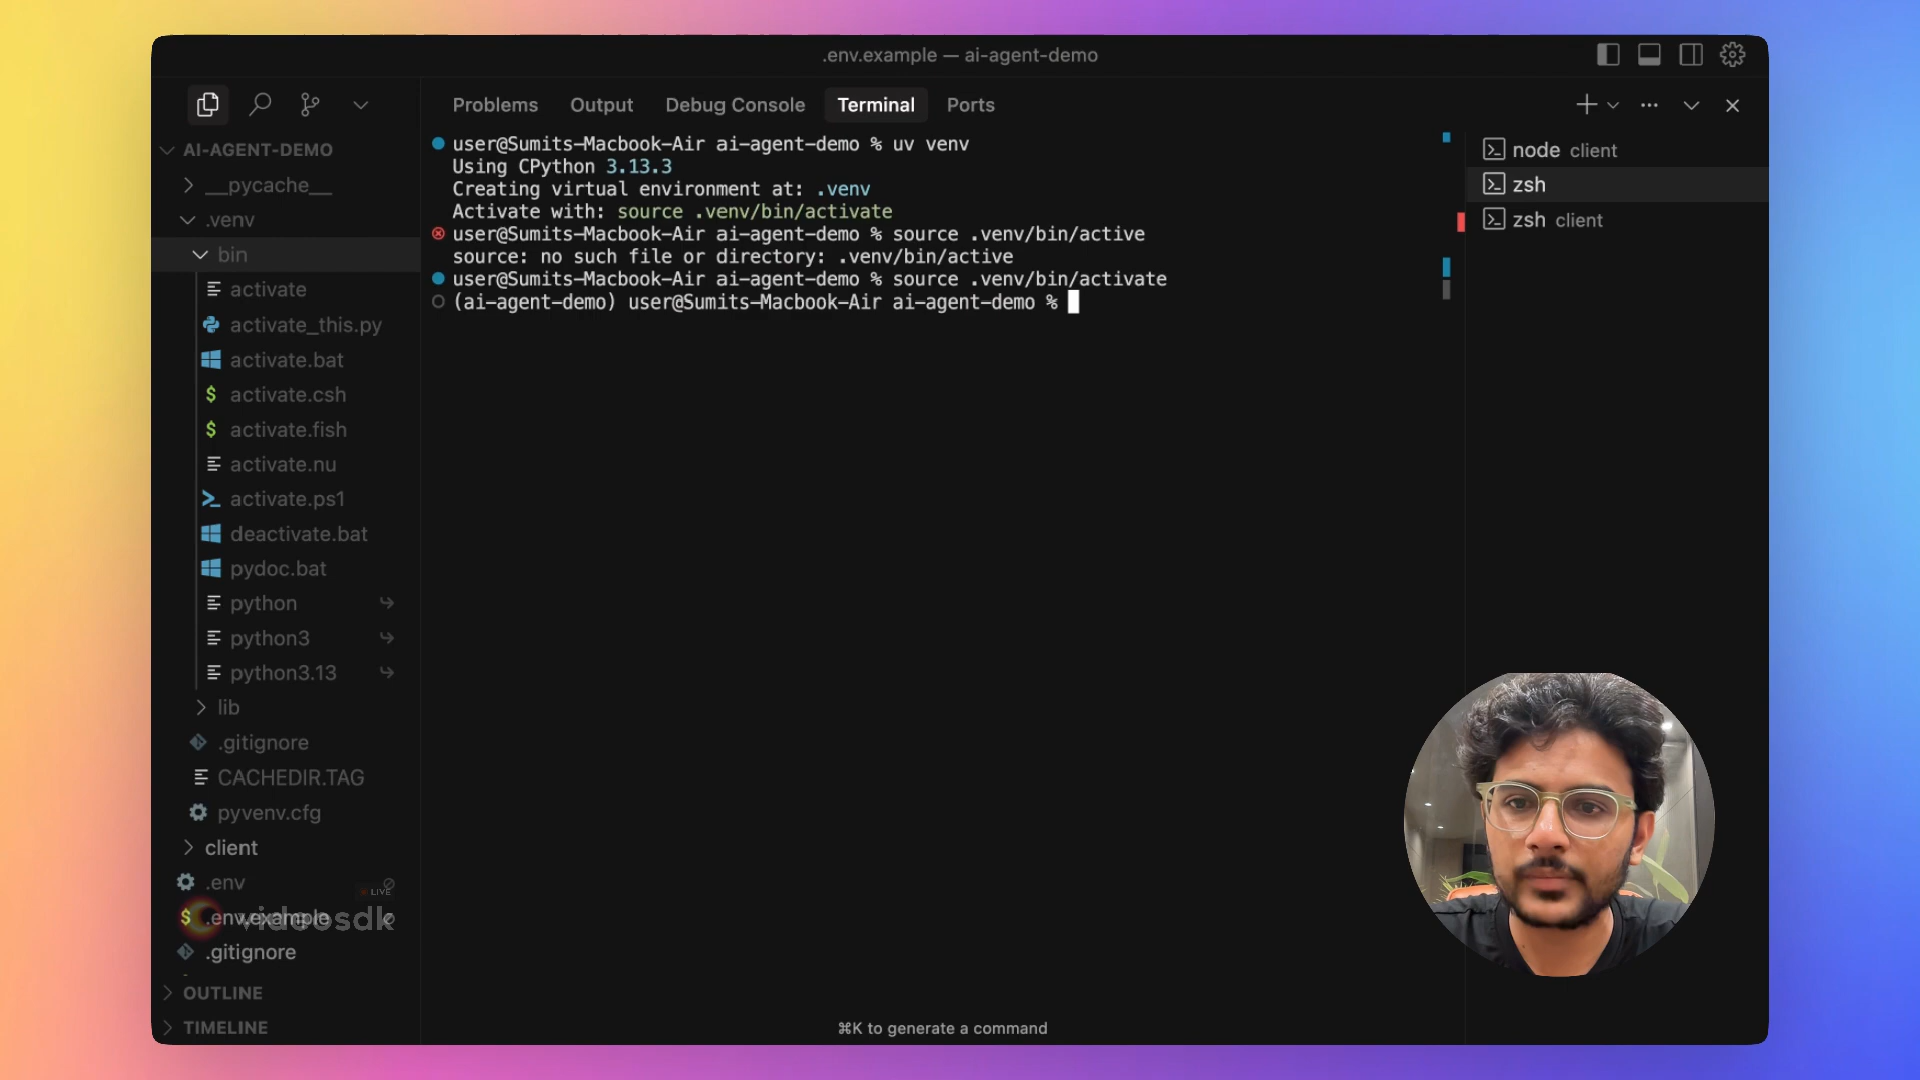 .env.example — ai-agent-demo
Problems Output Debug Console Terminal Ports
AI-AGENT-DEMO
__pycache__
.venv
bin
activate
activate_this.py
activate.bat
activate.csh
activate.fish
activate.nu
activate.ps1
deactivate.bat
pydoc.bat
python
python3
python3.13
lib
.gitignore
CACHEDIR.TAG
pyvenv.cfg
client
.env
.env.example
.gitignore
OUTLINE
TIMELINE
LIVE
videosdk
user@Sumits-Macbook-Air ai-agent-demo % uv venv
Using CPython 3.13.3
Creating virtual environment at: .venv
Activate with: source .venv/bin/activate
user@Sumits-Macbook-Air ai-agent-demo % source .venv/bin/active
source: no such file or directory: .venv/bin/active
user@Sumits-Macbook-Air ai-agent-demo % source .venv/bin/activate
(ai-agent-demo) user@Sumits-Macbook-Air ai-agent-demo %
node client
zsh
zsh client
⌘K to generate a command